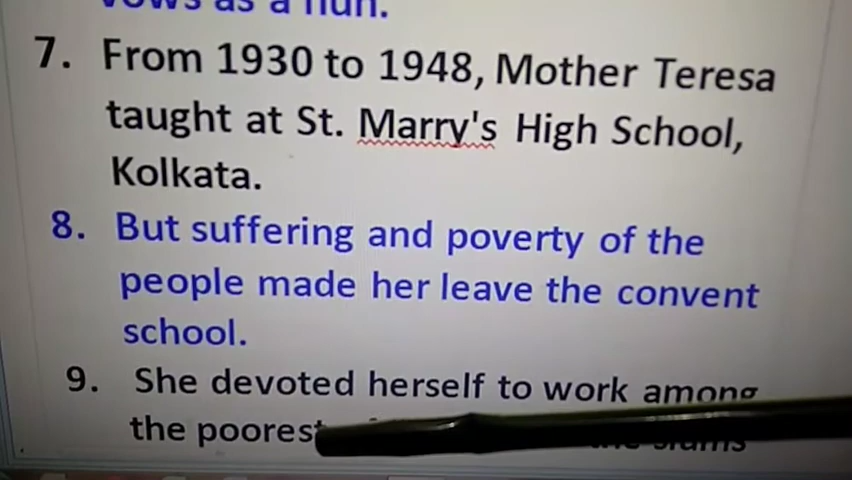 vows as a nun.
7. From 1930 to 1948, Mother Teresa
taught at St. Marry's High School,
Kolkata.
8. But suffering and poverty of the
people made her leave the convent
school.
9. She devoted herself to work among
the poorest slums